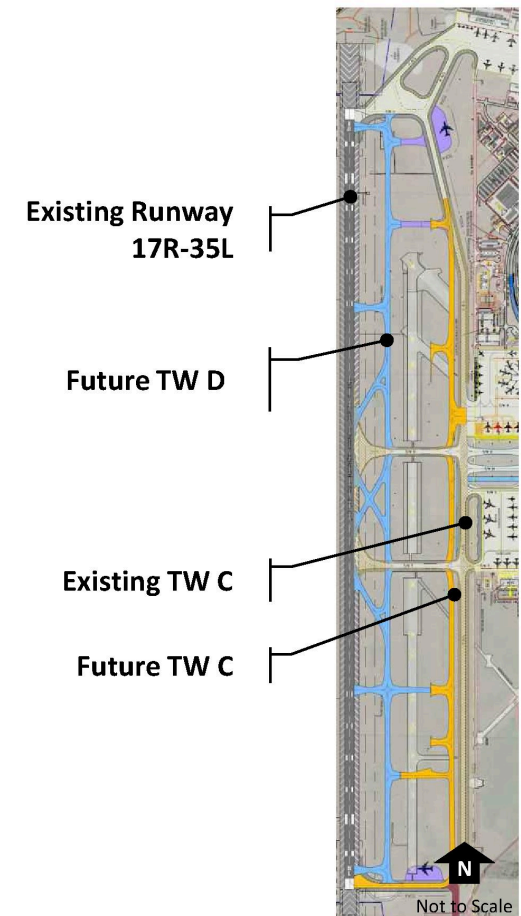 Existing Runway
17R-35L
Future TW D
Existing TW C
Future TW C
N
Not to Scale